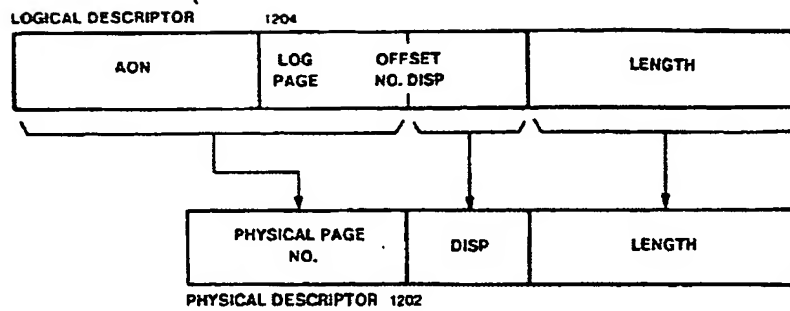 LOGICAL DESCRIPTOR 1204
AON
LOG OFFSET
PAGE NO. DISP
LENGTH
PHYSICAL PAGE DISP LENGTH
NO.
PHYSICAL DESCRIPTOR 1202